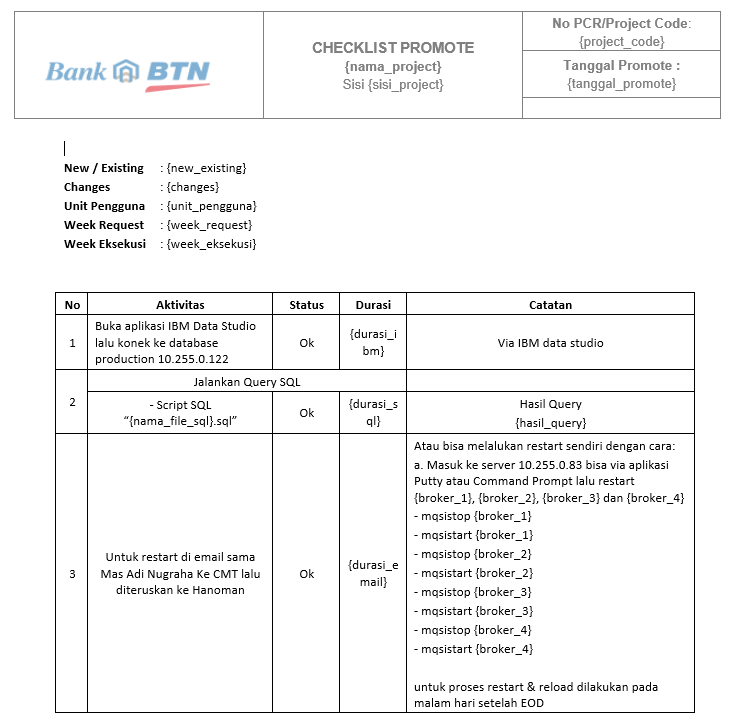 Bank BTN
CHECKLIST PROMOTE
{nama_project}
Sisi {sisi_project}
No PCR/Project Code:
{project_code}
Tanggal Promote :
{tanggal_promote}
New / Existing : {new_existing}
Changes : {changes}
Unit Pengguna : {unit_pengguna}
Week Request : {week_request}
Week Eksekusi : {week_eksekusi}
No Aktivitas Status Durasi Catatan
1
Buka aplikasi IBM Data Studio
lalu konek ke database
production 10.255.0.122
Ok
{durasi_i
bm}
Via IBM data studio
2
Jalankan Query SQL
- Script SQL
“{nama_file_sql}.sql”
Ok
{durasi_s
ql}
Hasil Query
{hasil_query}
3
Untuk restart di email sama
Mas Adi Nugraha Ke CMT lalu
diteruskan ke Hanoman
Ok
{durasi_e
mail}
Atau bisa melalukan restart sendiri dengan cara:
a. Masuk ke server 10.255.0.83 bisa via aplikasi
Putty atau Command Prompt lalu restart
{broker_1}, {broker_2}, {broker_3} dan {broker_4}
- mqsistop {broker_1}
- mqsistart {broker_1}
- mqsistop {broker_2}
- mqsistart {broker_2}
- mqsistop {broker_3}
- mqsistart {broker_3}
- mqsistop {broker_4}
- mqsistart {broker_4}
untuk proses restart & reload dilakukan pada
malam hari setelah EOD